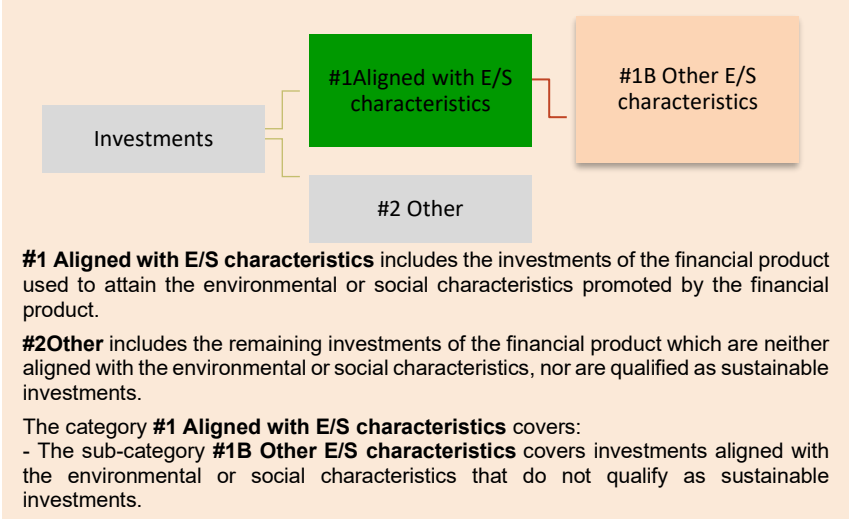 #1Aligned with E/S
characteristics
#1B Other E/S
characteristics
Investments
#2 Other
#1 Aligned with E/S characteristics includes the investments of the financial product
used to attain the environmental or social characteristics promoted by the financial
product.
#2Other includes the remaining investments of the financial product which are neither
aligned with the environmental or social characteristics, nor are qualified as sustainable
investments.
The category #1 Aligned with E/S characteristics covers:
- The sub-category #1B Other E/S characteristics covers investments aligned with
the environmental or social characteristics that do not qualify as sustainable
investments.